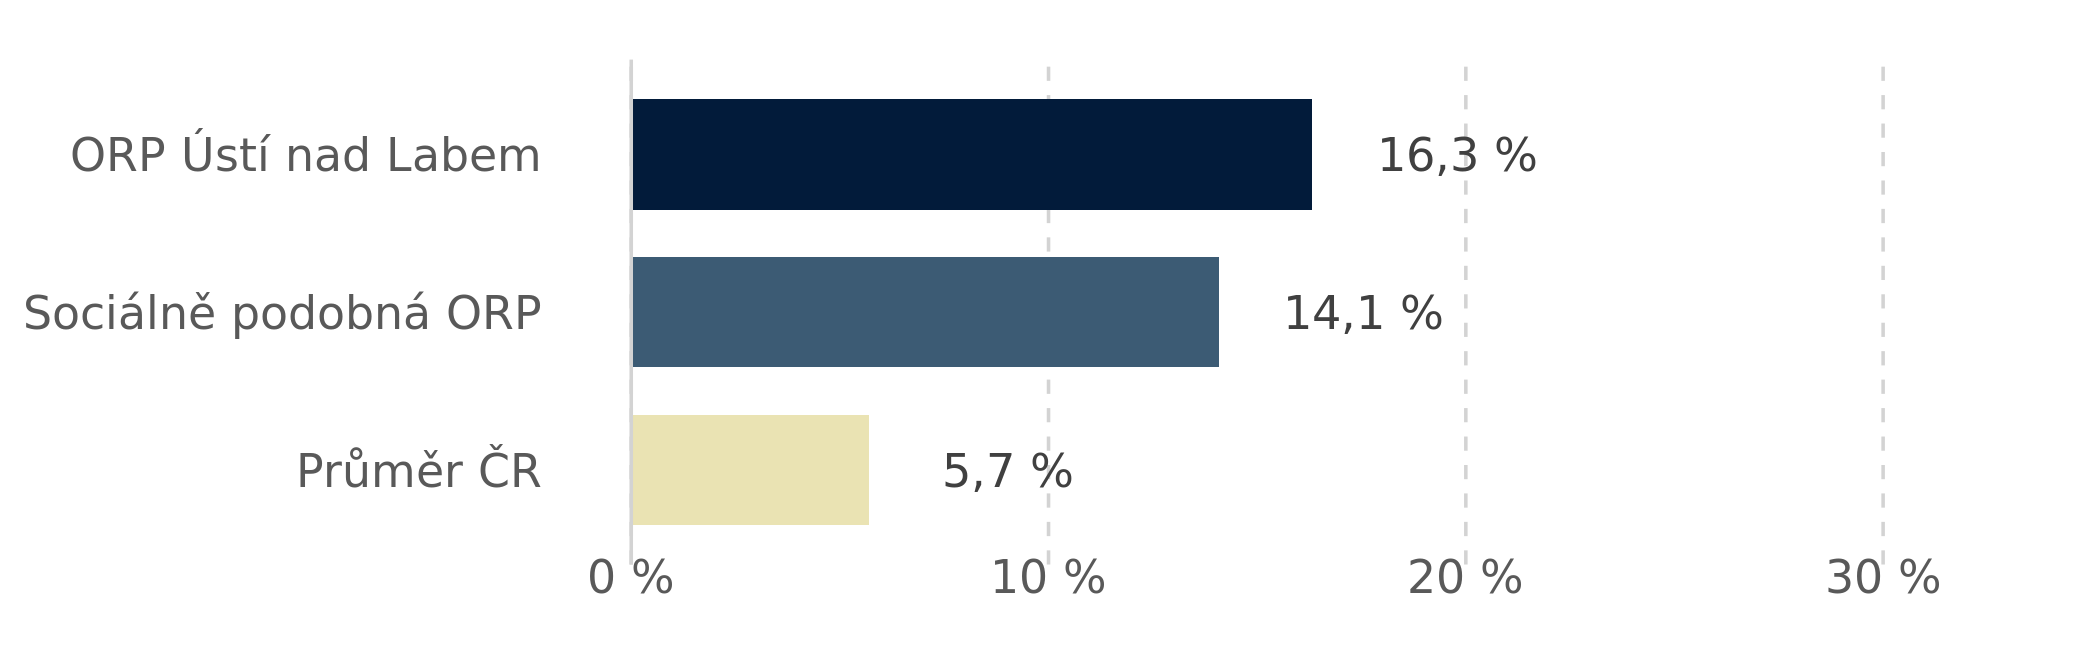 ORP Ústí nad Labem
16,3 %
Sociálně podobná ORP
14,1 %
Průměr ČR
5,7 %
0 %
10 %
20 %
30 %